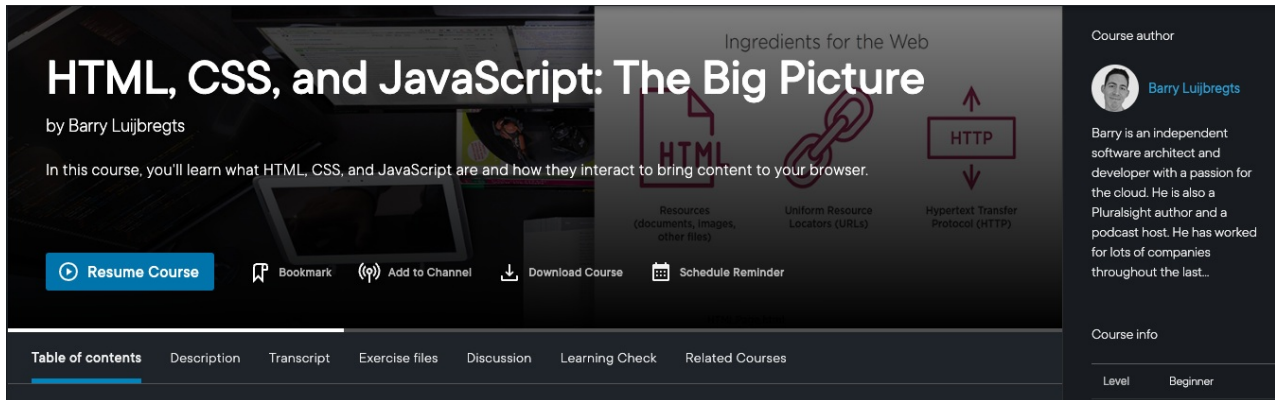 Ingredients for the Web
HTML, CSS, and JavaScript: The Big Picture
by Barry Luijbregts
In this course, you'll learn what HTML, CSS, and JavaScript are and how they interact to bring content to your browser.
HTML
HTTP
Resources
(documents, images,
other files)
Uniform Resource
Locators (URLs)
Hypertext Transfer
Protocol (HTTP)
Resume Course
Bookmark
Add to Channel
Download Course
Schedule Reminder
Table of contents
Description
Transcript
Exercise files
Discussion
Learning Check
Related Courses
Course author
Barry Luijbregts
Barry is an independent
software architect and
developer with a passion for
the cloud. He is also a
Pluralsight author and a
podcast host. He has worked
for lots of companies
throughout the last...
Course info
Level Beginner